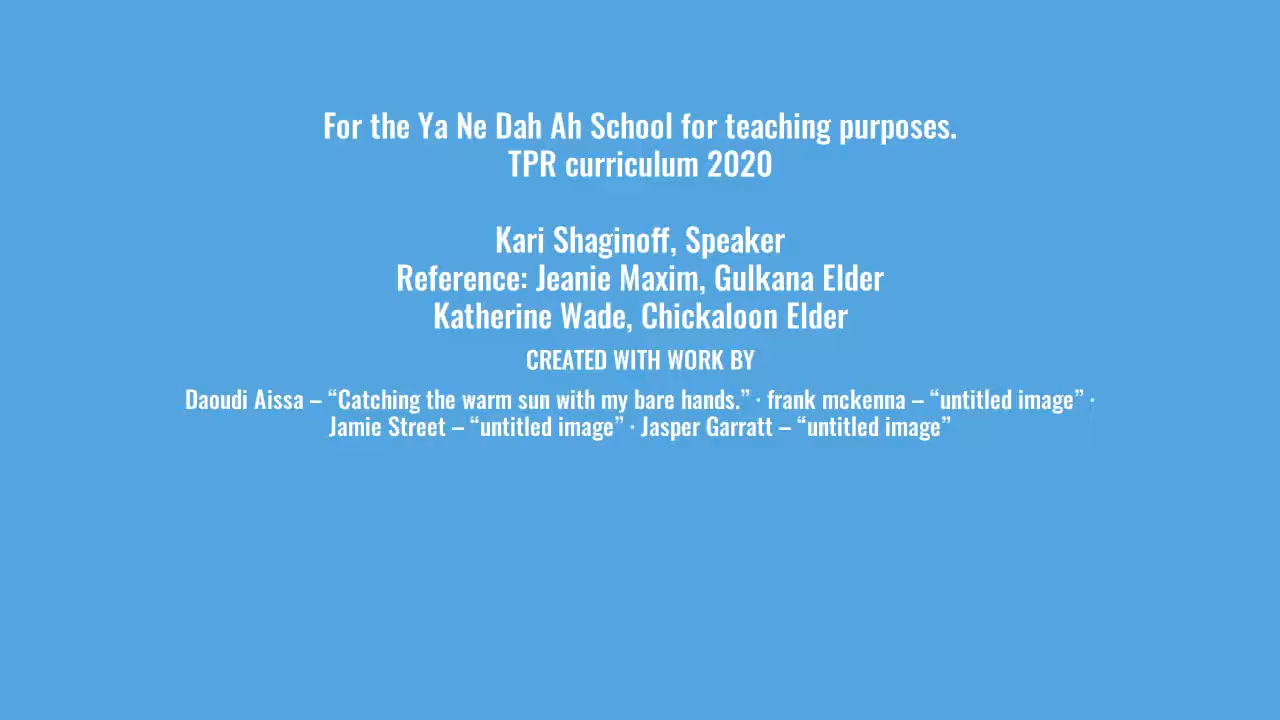 For the Ya Ne Dah Ah School for teaching purposes.
TPR curriculum 2020
Kari Shaginoff, Speaker
Reference: Jeanie Maxim, Gulkana Elder
Katherine Wade, Chickaloon Elder
CREATED WITH WORK BY
Daoudi Aissa – “Catching the warm sun with my bare hands.” · frank mckenna – “untitled image” ·
Jamie Street – “untitled image” · Jasper Garratt – “untitled image”